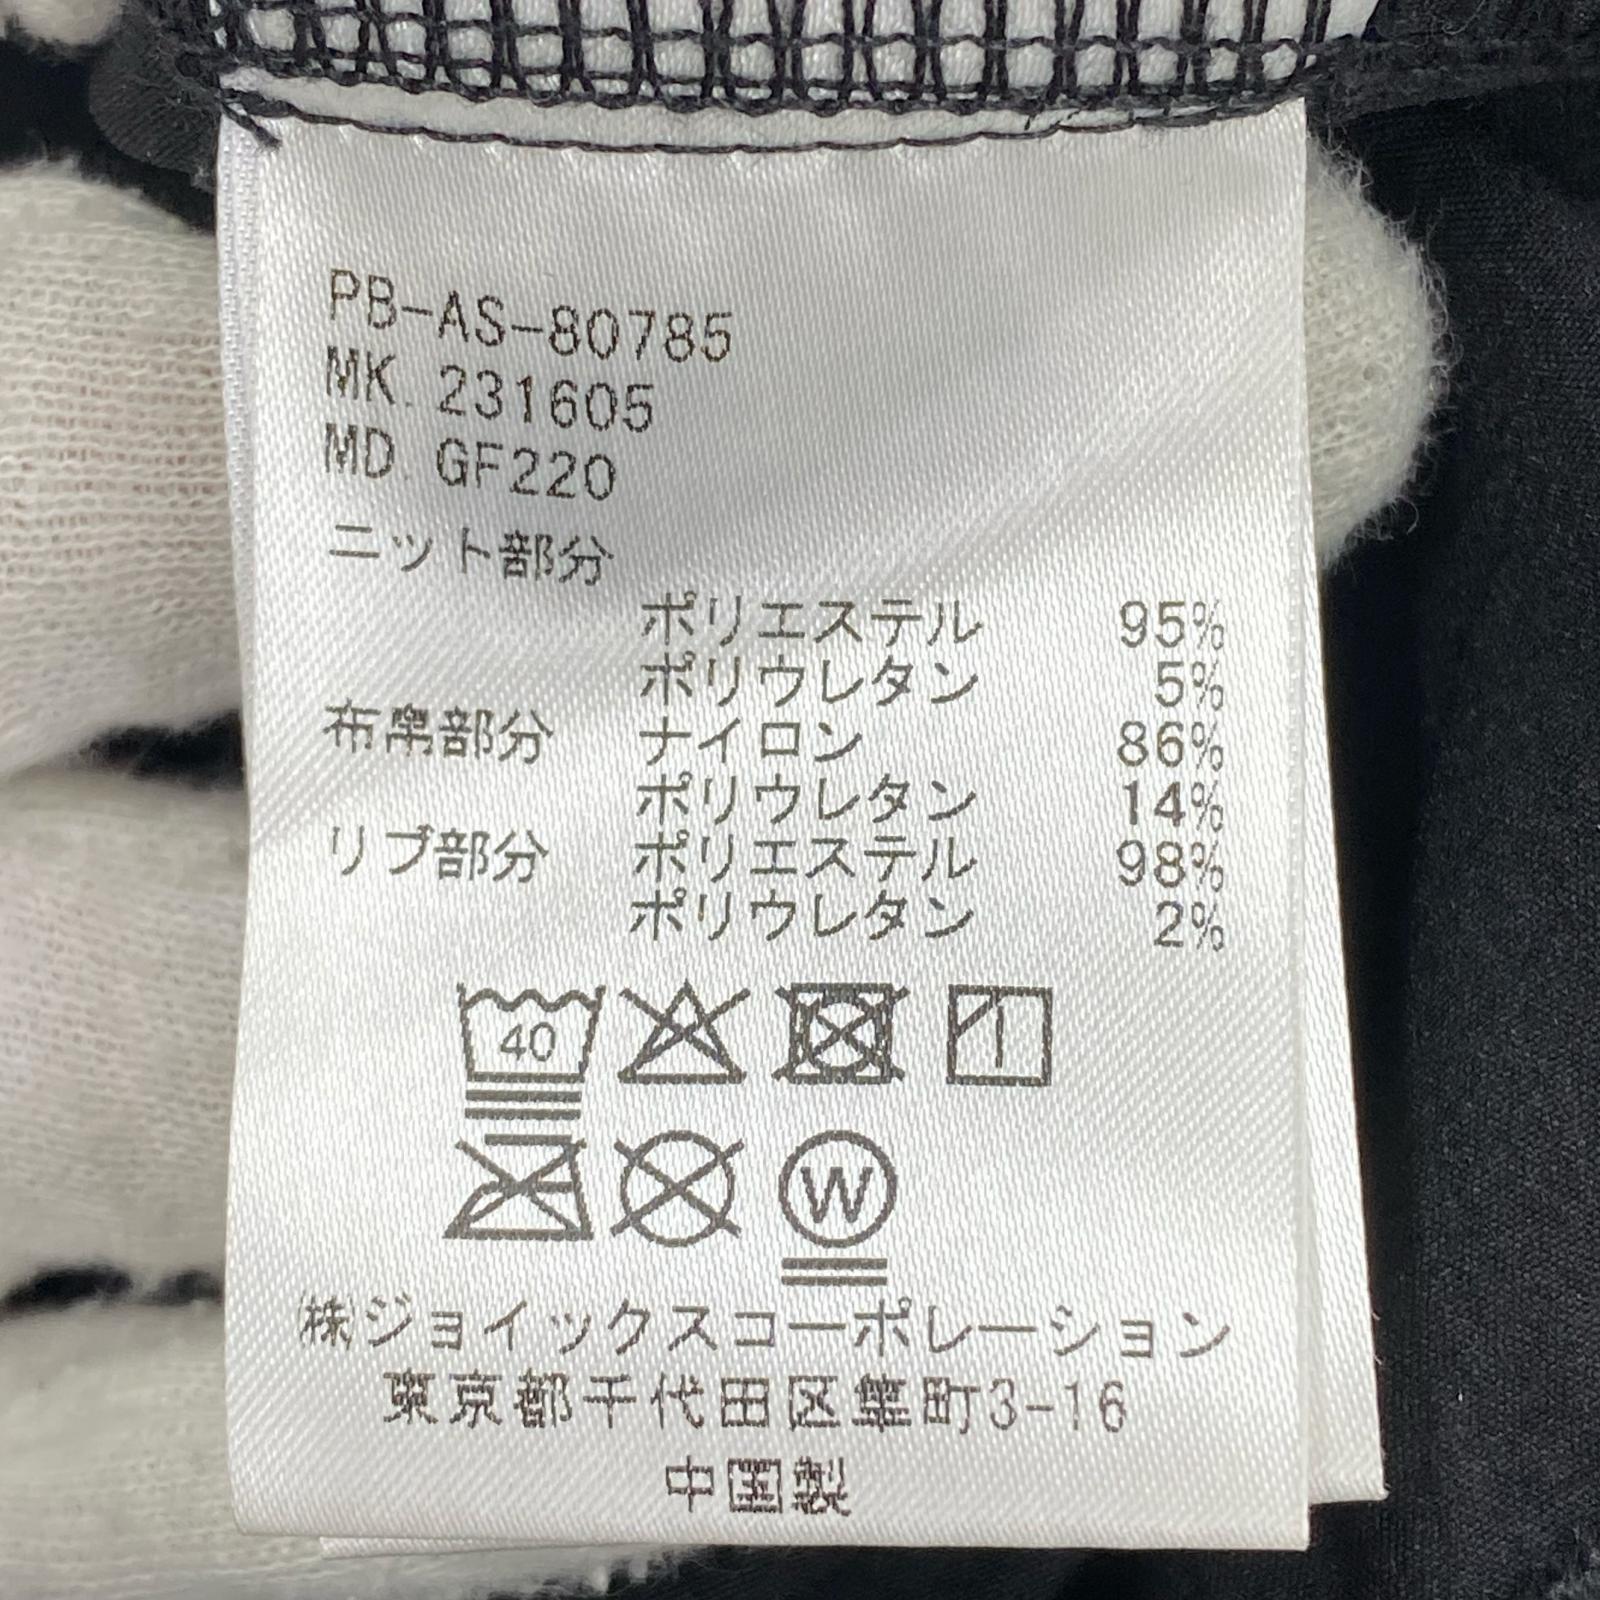 PB-AS-80785
MK. 231605
MD. GF220
ニット部分
ポリエステル 95%
ポリウレタン 5%
布帛部分 ナイロン 86%
ポリウレタン 14%
リブ部分 ポリエステル 98%
ポリウレタン 2%
40
W
㈱ジョイックスコーポレーション
東京都千代田区隼町3-16
中国製